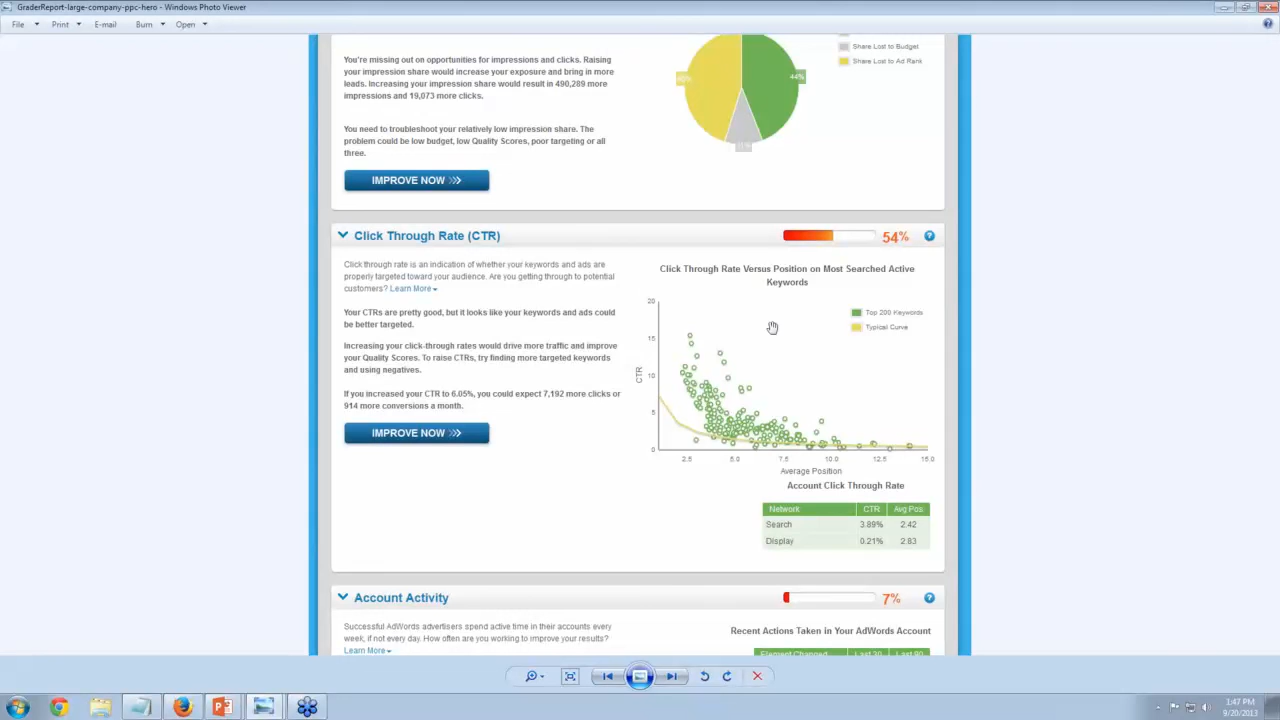 GraderReport-large-company-ppc-hero - Windows Photo Viewer
File Print E-mail Burn Open
You're missing out on opportunities for impressions and clicks. Raising
your impression share would increase your exposure and bring in more
leads. Increasing your impression share would result in 490,289 more
impressions and 19,073 more clicks.
You need to troubleshoot your relatively low impression share. The
problem could be low budget, low Quality Scores, poor targeting or all
three.
IMPROVE NOW
Share Lost to Budget
Share Lost to Ad Rank
44%
Click Through Rate (CTR)
54%
Click through rate is an indication of whether your keywords and ads are
properly targeted toward your audience. Are you getting through to potential
customers? Learn More
Your CTRs are pretty good, but it looks like your keywords and ads could
be better targeted.
Increasing your click-through rates would drive more traffic and improve
your Quality Scores. To raise CTRs, try finding more targeted keywords
and using negatives.
If you increased your CTR to 6.05%, you could expect 7,192 more clicks or
914 more conversions a month.
IMPROVE NOW
Click Through Rate Versus Position on Most Searched Active
Keywords
Top 200 Keywords
Typical Curve
20
15
10
5
0
CTR
2.5 5.0 7.5 10.0 12.5 15.0
Average Position
Account Click Through Rate
Network CTR Avg Pos
Search 3.89% 2.42
Display 0.21% 2.83
Account Activity
7%
Successful AdWords advertisers spend active time in their accounts every
week, if not every day. How often are you working to improve your results?
Learn More
Recent Actions Taken in Your AdWords Account
Element Changed Last 30 Last 90
1:47 PM
9/20/2013